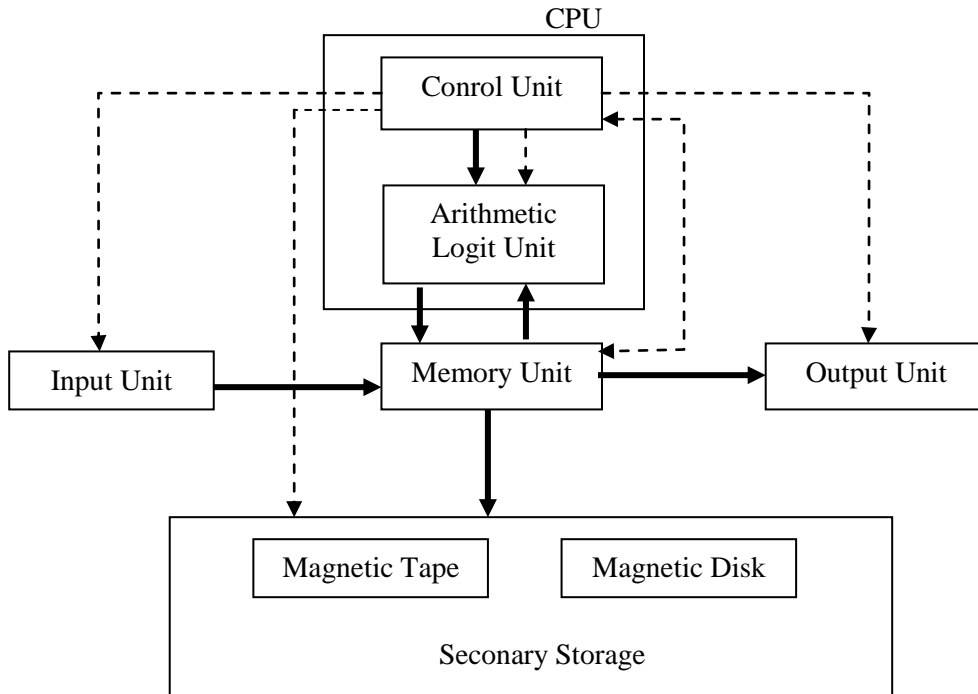 CPU
Conrol Unit
Arithmetic
Logit Unit
Input Unit
Memory Unit
Output Unit
Magnetic Tape
Magnetic Disk
Seconary Storage